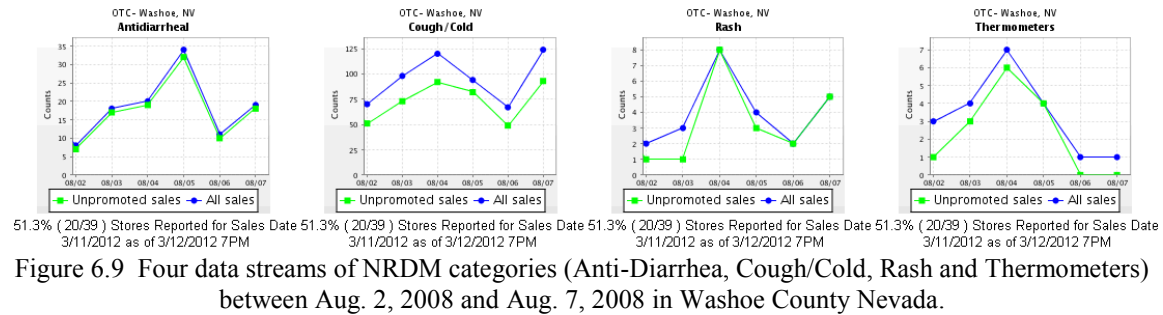 OTC- Washoe, NV
Antidiarrheal
Counts
35
30
25
20
15
10
5
0
08/02 08/03 08/04 08/05 08/06 08/07
Unpromoted sales All sales
51.3% ( 20/39 ) Stores Reported for Sales Date
3/11/2012 as of 3/12/2012 7PM
OTC- Washoe, NV
Cough/Cold
Counts
125
100
75
50
25
0
08/02 08/03 08/04 08/05 08/06 08/07
Unpromoted sales All sales
51.3% ( 20/39 ) Stores Reported for Sales Date
3/11/2012 as of 3/12/2012 7PM
OTC- Washoe, NV
Rash
Counts
8
7
6
5
4
3
2
1
0
08/02 08/03 08/04 08/05 08/06 08/07
Unpromoted sales All sales
51.3% ( 20/39 ) Stores Reported for Sales Date
3/11/2012 as of 3/12/2012 7PM
OTC- Washoe, NV
Thermometers
Counts
7
6
5
4
3
2
1
0
08/02 08/03 08/04 08/05 08/06 08/07
Unpromoted sales All sales
51.3% ( 20/39 ) Stores Reported for Sales Date
3/11/2012 as of 3/12/2012 7PM
Figure 6.9 Four data streams of NRDM categories (Anti-Diarrhea, Cough/Cold, Rash and Thermometers)
between Aug. 2, 2008 and Aug. 7, 2008 in Washoe County Nevada.